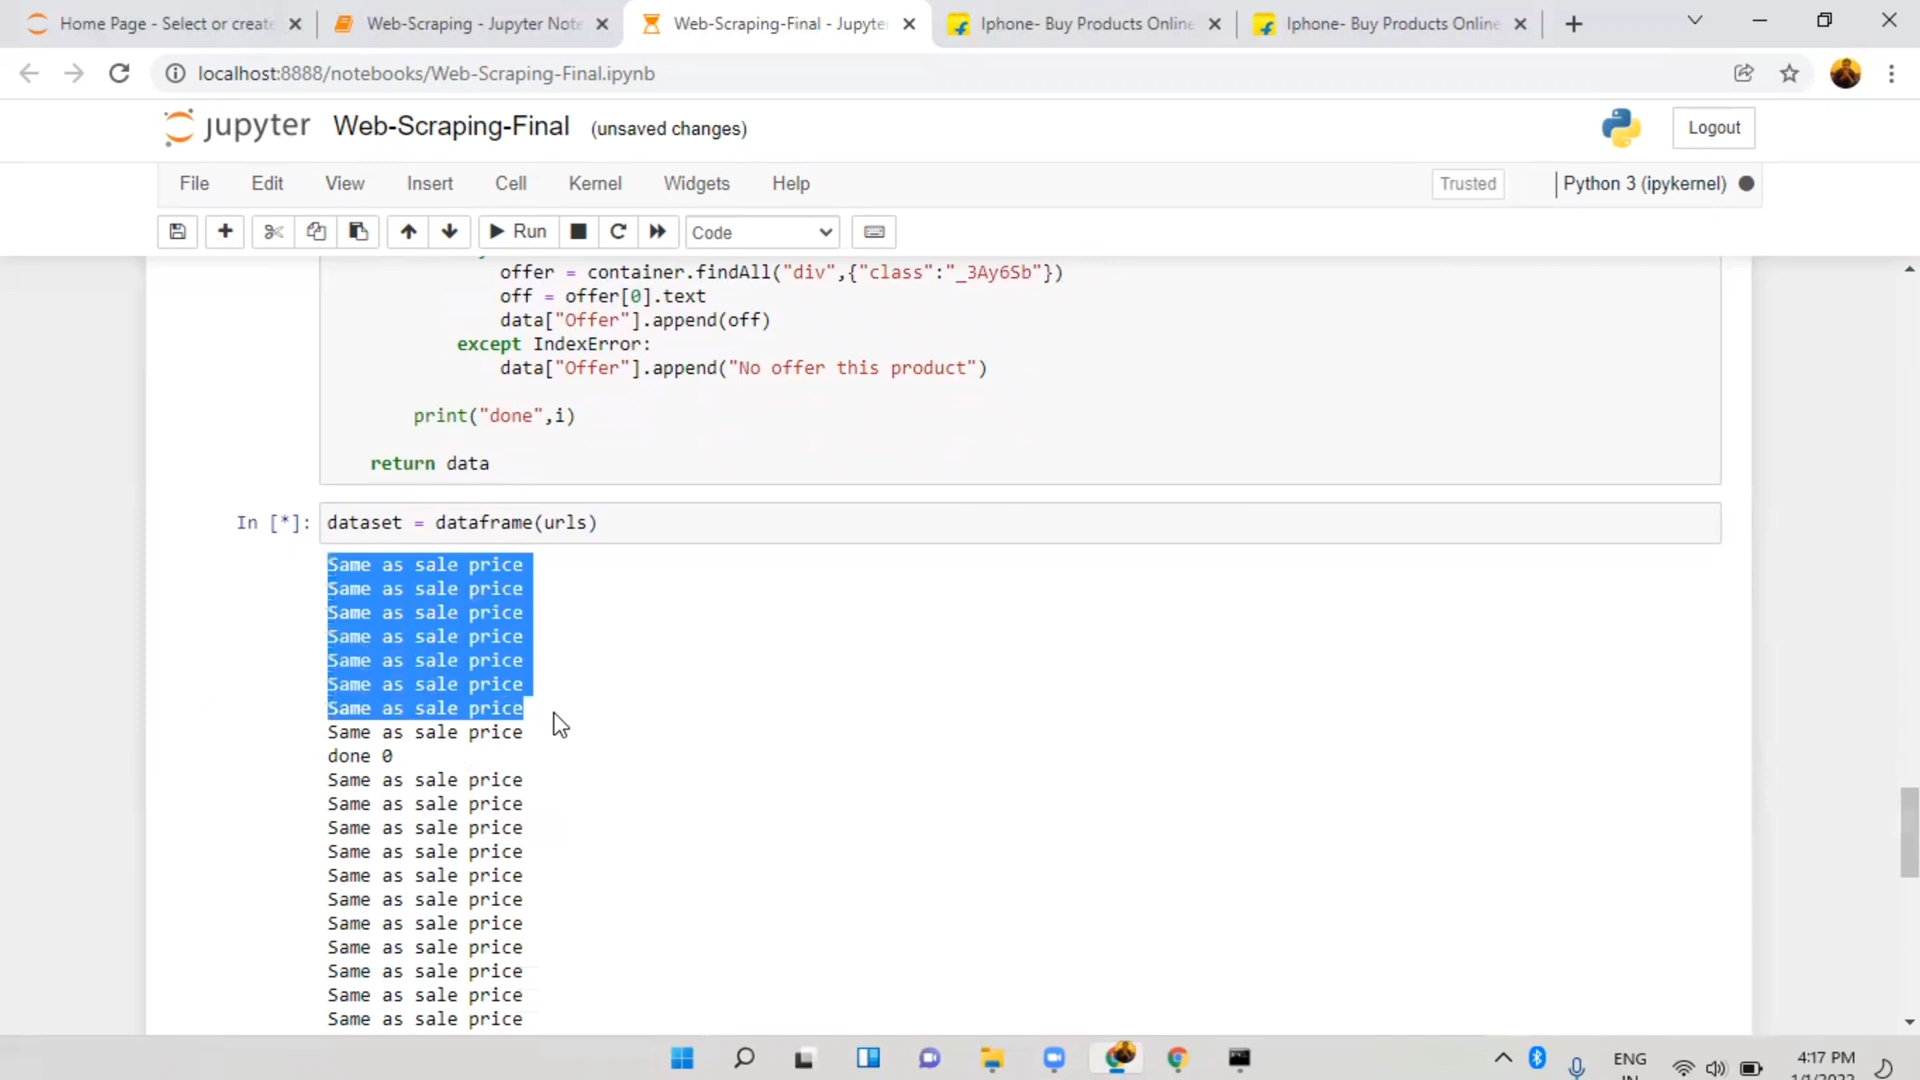 Home Page - Select or create
Web-Scraping - Jupyter Note
Web-Scraping-Final - Jupyter
Iphone- Buy Products Online
Iphone- Buy Products Online
localhost:8888/notebooks/Web-Scraping-Final.ipynb
jupyter Web-Scraping-Final (unsaved changes)
Logout
File Edit View Insert Cell Kernel Widgets Help
Trusted
Python 3 (ipykernel)
Run
Code
offer = container.findAll("div",{"class":"_3Ay6Sb"})
off = offer[0].text
data["Offer"].append(off)
except IndexError:
data["Offer"].append("No offer this product")
print("done",i)
return data
In [*]: dataset = dataframe(urls)
Same as sale price
Same as sale price
Same as sale price
Same as sale price
Same as sale price
Same as sale price
Same as sale price
Same as sale price
done 0
Same as sale price
Same as sale price
Same as sale price
Same as sale price
Same as sale price
Same as sale price
Same as sale price
Same as sale price
Same as sale price
Same as sale price
Same as sale price
ENG
4:17 PM